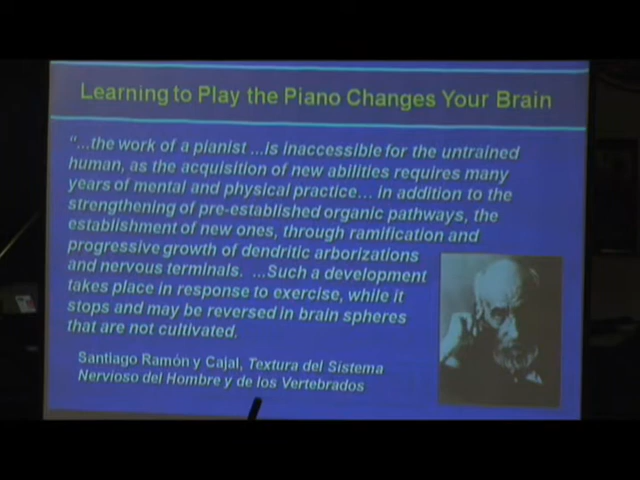 Learning to Play the Piano Changes Your Brain
"...the work of a pianist ...is inaccessible for the untrained
human, as the acquisition of new abilities requires many
years of mental and physical practice... in addition to the
strengthening of pre-established organic pathways, the
establishment of new ones, through ramification and
progressive growth of dendritic arborizations
and nervous terminals. ...Such a development
takes place in response to exercise, while it
stops and may be reversed in brain spheres
that are not cultivated.
Santiago Ramón y Cajal, Textura del Sistema
Nervioso del Hombre y de los Vertebrados